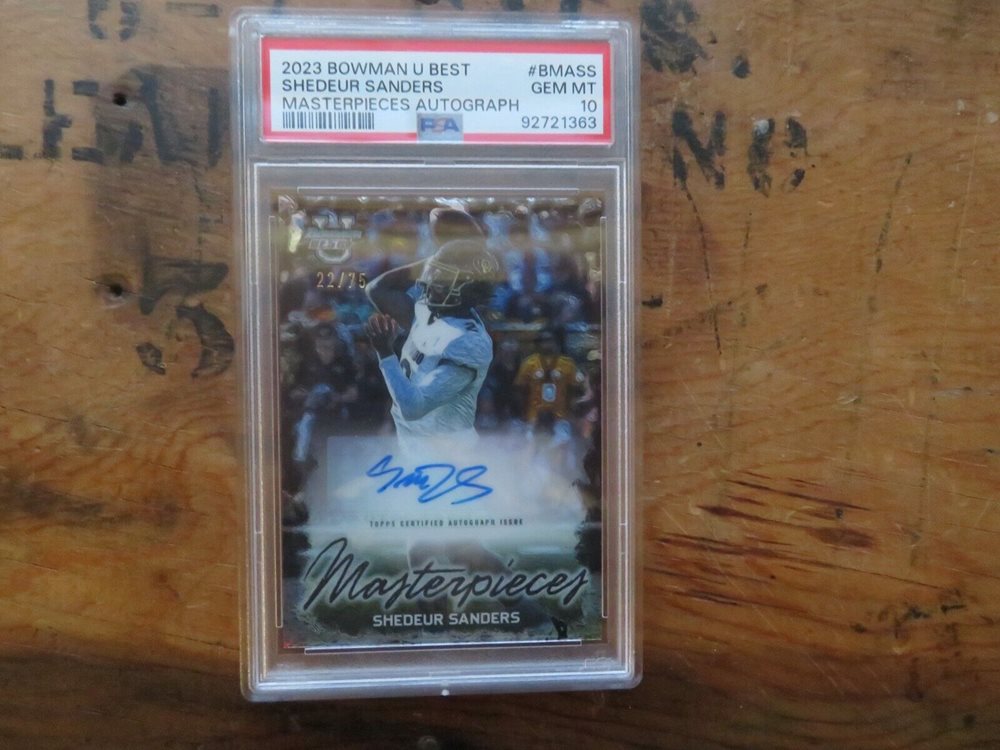 2023 BOWMAN U BEST #BMASS
SHEDEUR SANDERS GEM MT
MASTERPIECES AUTOGRAPH 10
PSA 92721363
22/75
TOPPS CERTIFIED AUTOGRAPH ISSUE
Masterpieces
SHEDEUR SANDERS